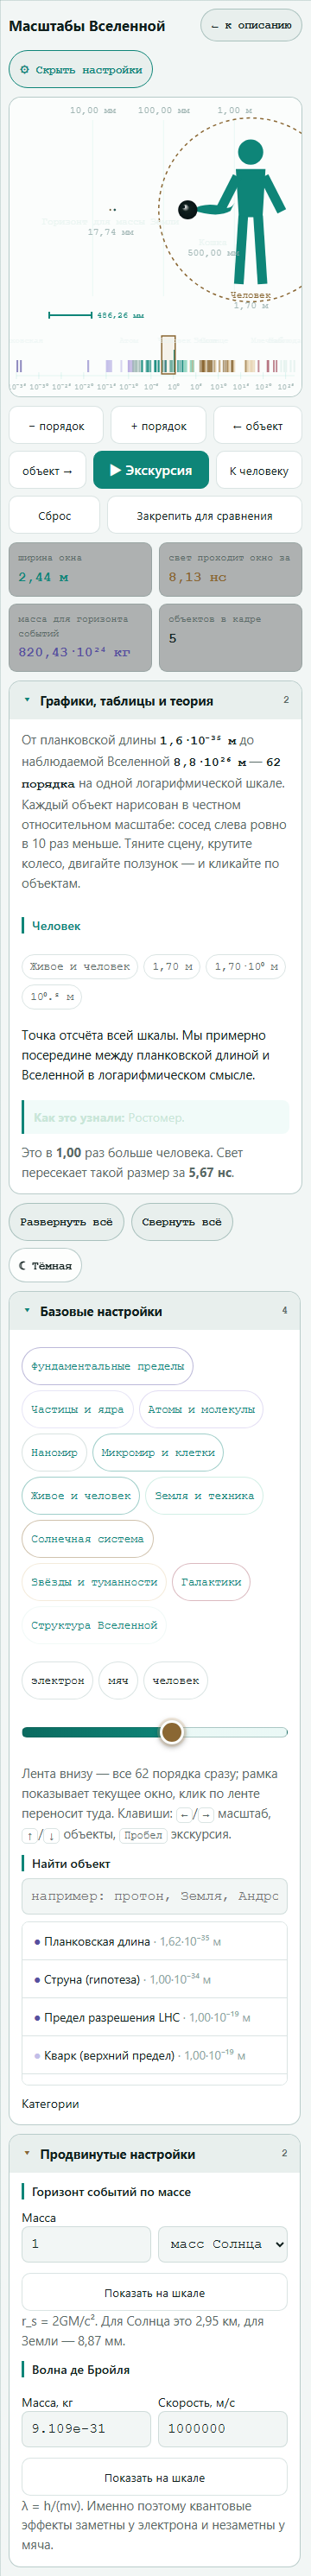 Масштабы Вселенной
← к описанию
⚙ Скрыть настройки
10,00 мм 100,00 мм 1,00 м
17,74 мм
500,00 мм
Человек
1,70 м
486,26 мм
− порядок
+ порядок
← объект
объект →
▶ Экскурсия
К человеку
Сброс
Закрепить для сравнения
ширина окна
2,44 м
свет проходит окно за
8,13 нс
масса для горизонта
событий
820,43·10²⁴ кг
объектов в кадре
5
Графики, таблицы и теория 2
От планковской длины 1,6·10⁻³⁵ м до
наблюдаемой Вселенной 8,8·10²⁶ м — 62
порядка на одной логарифмической шкале.
Каждый объект нарисован в честном
относительном масштабе: сосед слева ровно
в 10 раз меньше. Тяните сцену, крутите
колесо, двигайте ползунок — и кликайте по
объектам.
Человек
Живое и человек
1,70 м
1,70·10⁰ м
10⁰·² м
Точка отсчёта всей шкалы. Мы примерно
посередине между планковской длиной и
Вселенной в логарифмическом смысле.
Как это узнали: Ростомер.
Это в 1,00 раз больше человека. Свет
пересекает такой размер за 5,67 нс.
Развернуть всё
Свернуть всё
☾ Тёмная
Базовые настройки 4
Фундаментальные пределы
Частицы и ядра
Атомы и молекулы
Наномир
Микромир и клетки
Живое и человек
Земля и техника
Солнечная система
Звёзды и туманности
Галактики
Структура Вселенной
электрон
мяч
человек
Лента внизу — все 62 порядка сразу; рамка
показывает текущее окно, клик по ленте
переносит туда. Клавиши: ←/→ масштаб,
↑/↓ объекты, Пробел экскурсия.
Найти объект
например: протон, Земля, Андро
Планковская длина · 1,62·10⁻³⁵ м
Струна (гипотеза) · 1,00·10⁻³⁴ м
Предел разрешения LHC · 1,00·10⁻¹⁹ м
Кварк (верхний предел) · 1,00·10⁻¹⁹ м
Категории
Продвинутые настройки 2
Горизонт событий по массе
Масса
1
масс Солнца
Показать на шкале
r_s = 2GM/c². Для Солнца это 2,95 км, для
Земли — 8,87 мм.
Волна де Бройля
Масса, кг
Скорость, м/с
9.109e-31
1000000
Показать на шкале
λ = h/(mv). Именно поэтому квантовые
эффекты заметны у электрона и незаметны у
мяча.